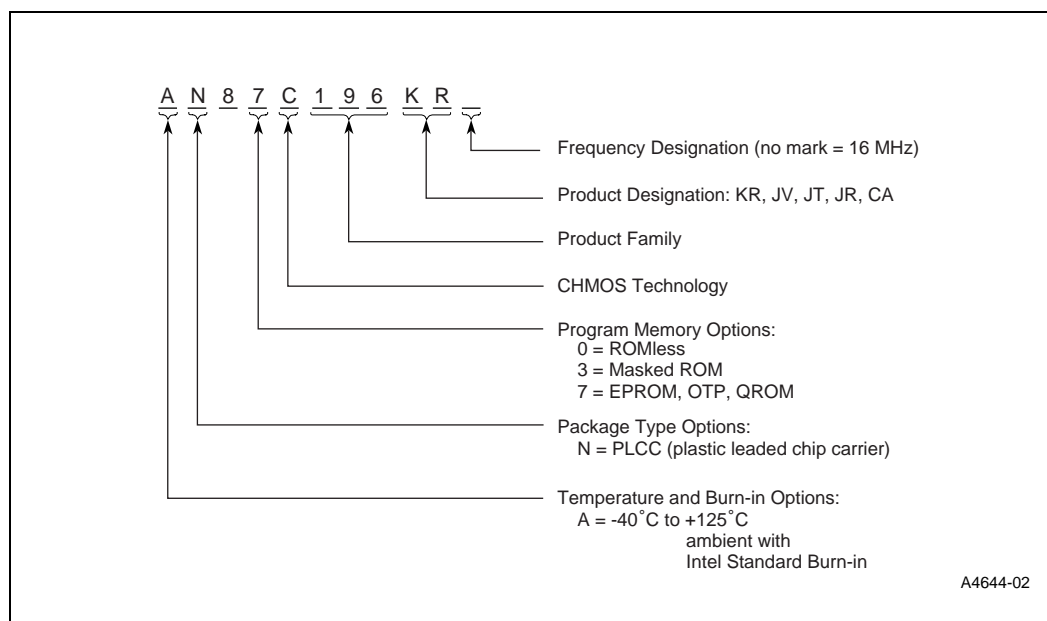 A N 8 7 C 1 9 6 K R _
Frequency Designation (no mark = 16 MHz)
Product Designation: KR, JV, JT, JR, CA
Product Family
CHMOS Technology
Program Memory Options:
0 = ROMless
3 = Masked ROM
7 = EPROM, OTP, QROM
Package Type Options:
N = PLCC (plastic leaded chip carrier)
Temperature and Burn-in Options:
A = -40˚C to +125˚C
ambient with
Intel Standard Burn-in
A4644-02